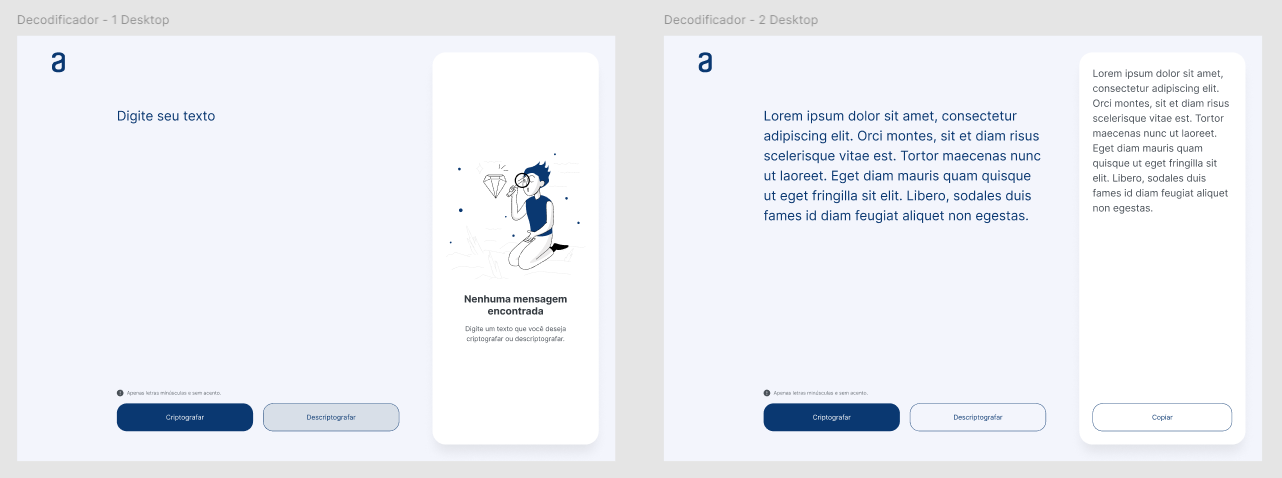 Decodificador - 1 Desktop
a
Digite seu texto
Nenhuma mensagem
encontrada
Digite um texto que você deseja
criptografar ou descriptografar.
Apenas letras minúsculas e sem acento.
Criptografar
Descriptografar
Decodificador - 2 Desktop
a
Lorem ipsum dolor sit amet, consectetur
adipiscing elit. Orci montes, sit et diam risus
scelerisque vitae est. Tortor maecenas nunc
ut laoreet. Eget diam mauris quam quisque
ut eget fringilla sit elit. Libero, sodales duis
fames id diam feugiat aliquet non egestas.
Apenas letras minúsculas e sem acento.
Criptografar
Descriptografar
Lorem ipsum dolor sit amet,
consectetur adipiscing elit.
Orci montes, sit et diam risus
scelerisque vitae est. Tortor
maecenas nunc ut laoreet.
Eget diam mauris quam
quisque ut eget fringilla sit
elit. Libero, sodales duis
fames id diam feugiat aliquet
non egestas.
Copiar